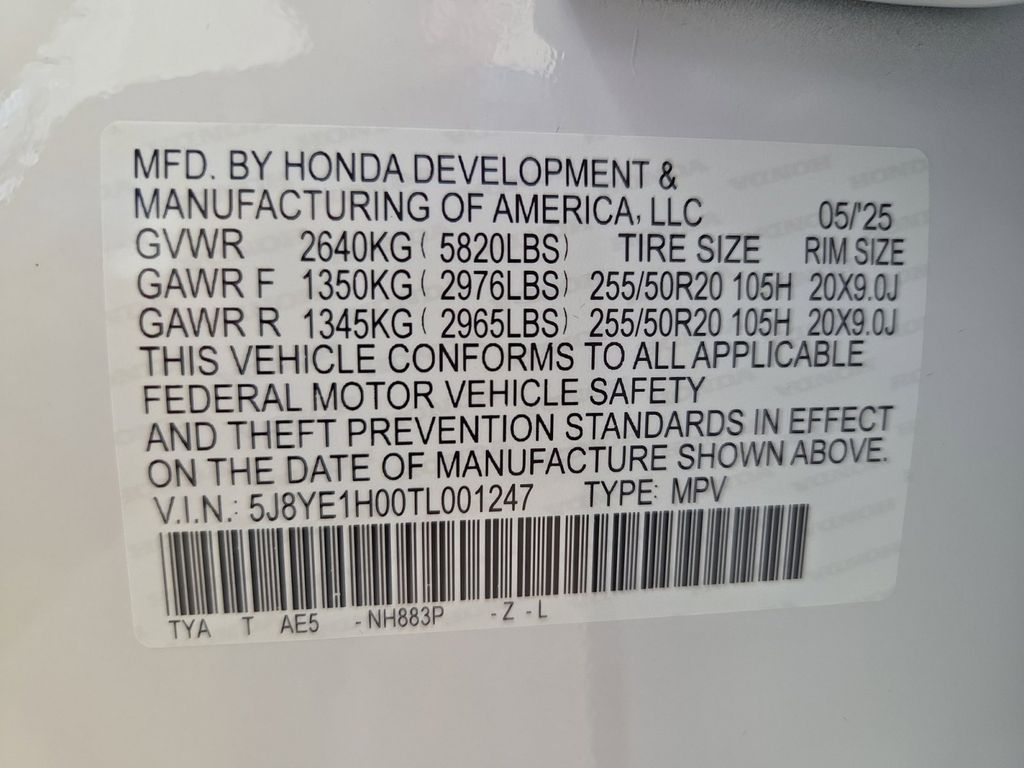 MFD. BY HONDA DEVELOPMENT &
MANUFACTURING OF AMERICA, LLC 05/'25
GVWR 2640KG ( 5820LBS) TIRE SIZE RIM SIZE
GAWR F 1350KG ( 2976LBS) 255/50R20 105H 20X9.0J
GAWR R 1345KG ( 2965LBS) 255/50R20 105H 20X9.0J
THIS VEHICLE CONFORMS TO ALL APPLICABLE
FEDERAL MOTOR VEHICLE SAFETY
AND THEFT PREVENTION STANDARDS IN EFFECT
ON THE DATE OF MANUFACTURE SHOWN ABOVE.
V.I.N.: 5J8YE1H00TL001247 TYPE: MPV
TYA T AE5 -NH883P -Z -L